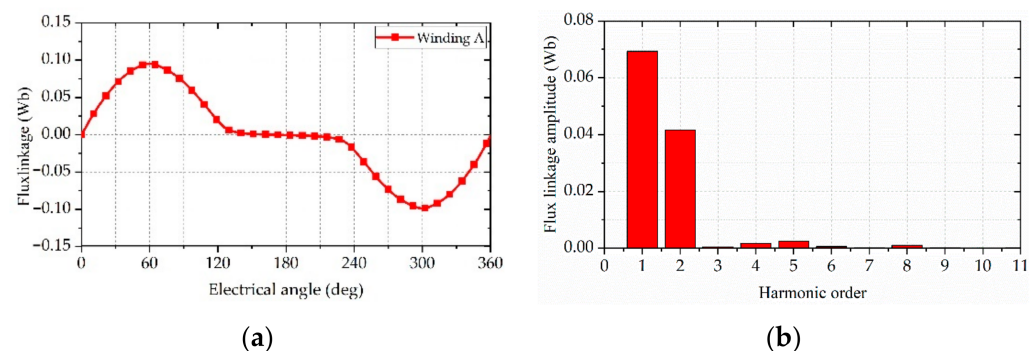 Winding A
0.15
0.10
0.05
0.00
−0.05
−0.10
−0.15
Fluxlinkage (Wb)
0 60 120 180 240 300 360
Electrical angle (deg)
(a)
0.08
0.06
0.04
0.02
0.00
Flux linkage amplitude (Wb)
0 1 2 3 4 5 6 7 8 9 10 11
Harmonic order
(b)